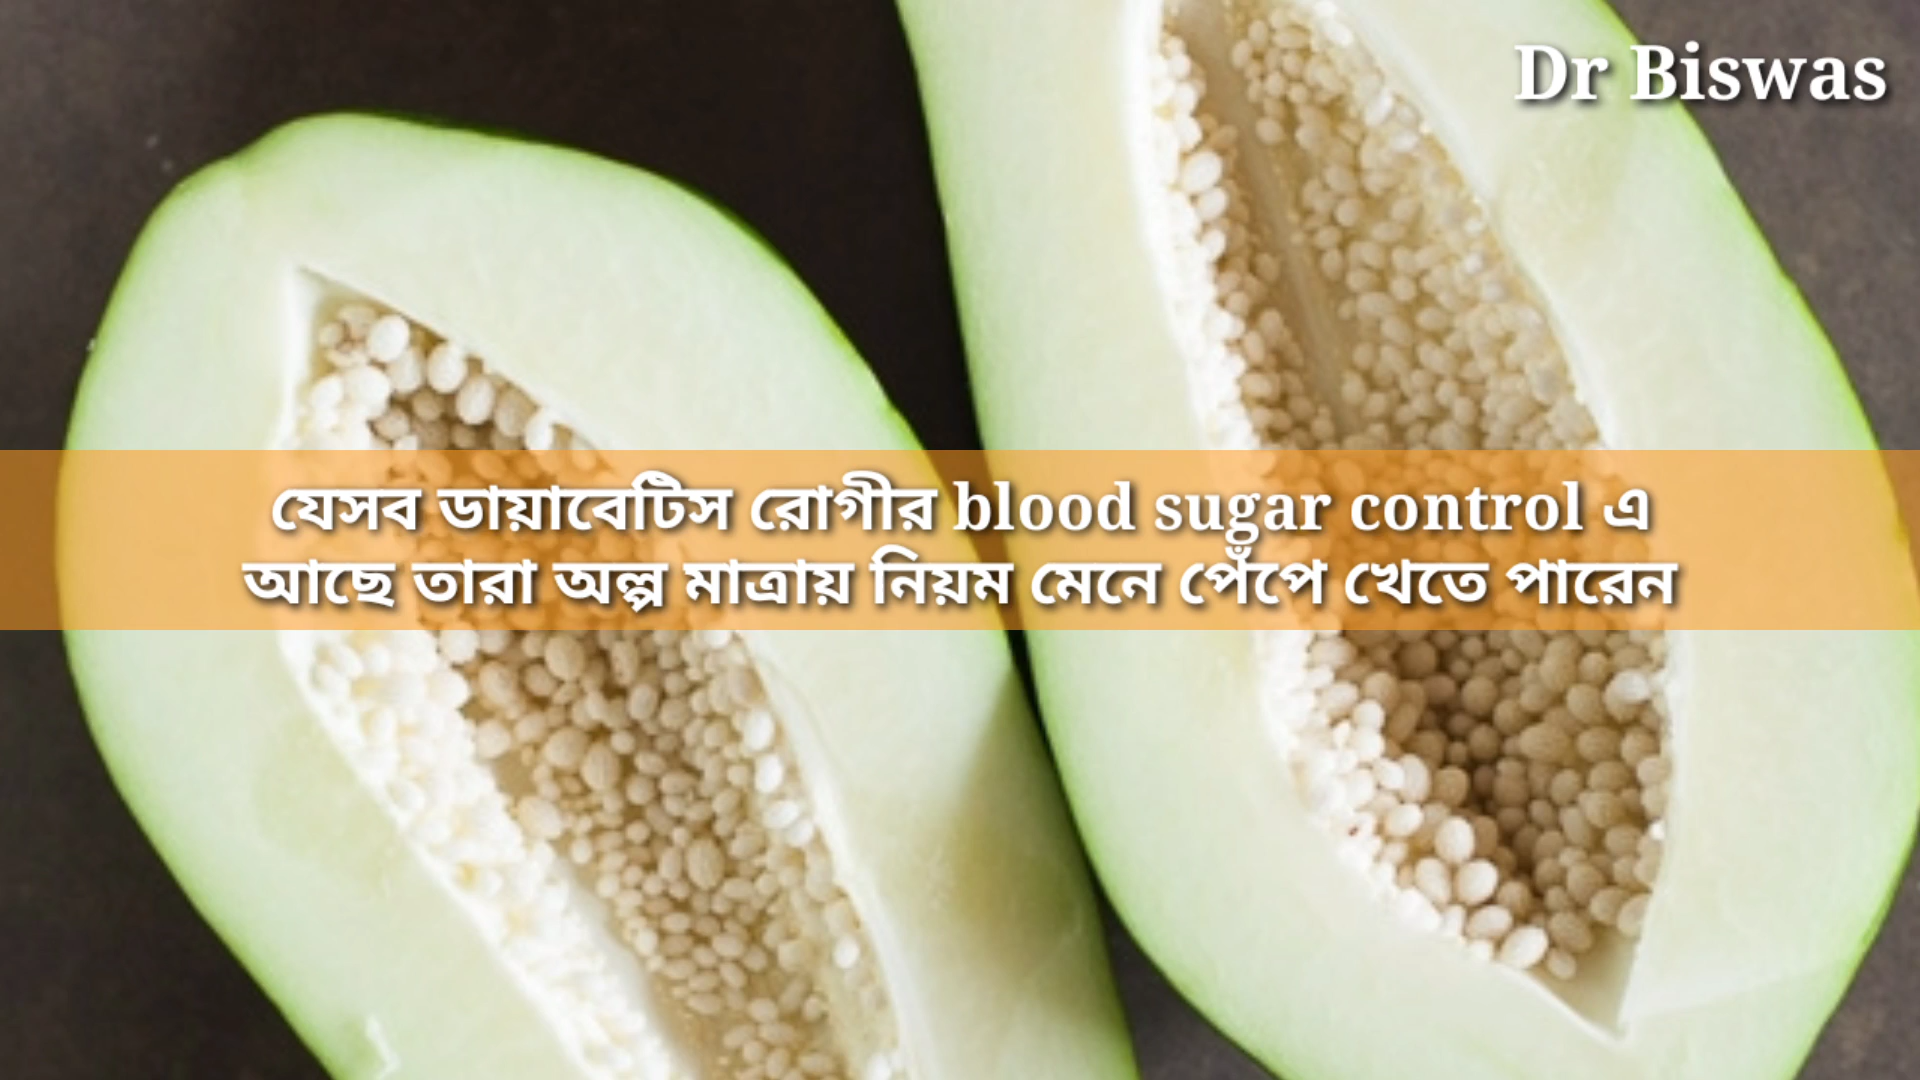 Dr Biswas
যেসব ডায়াবেটিস রোগীর blood sugar control এ
আছে তারা অল্প মাত্রায় নিয়ম মেনে পেঁপে খেতে পারেন